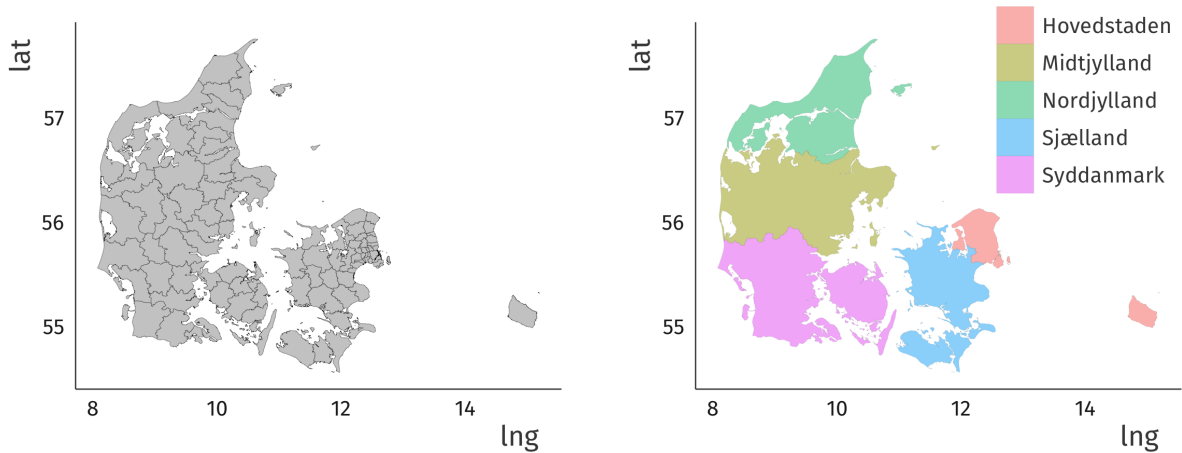 lat
57
56
55
8 10 12 14
lng
lat
57
56
55
8 10 12 14
lng
Hovedstaden
Midtjylland
Nordjylland
Sjælland
Syddanmark